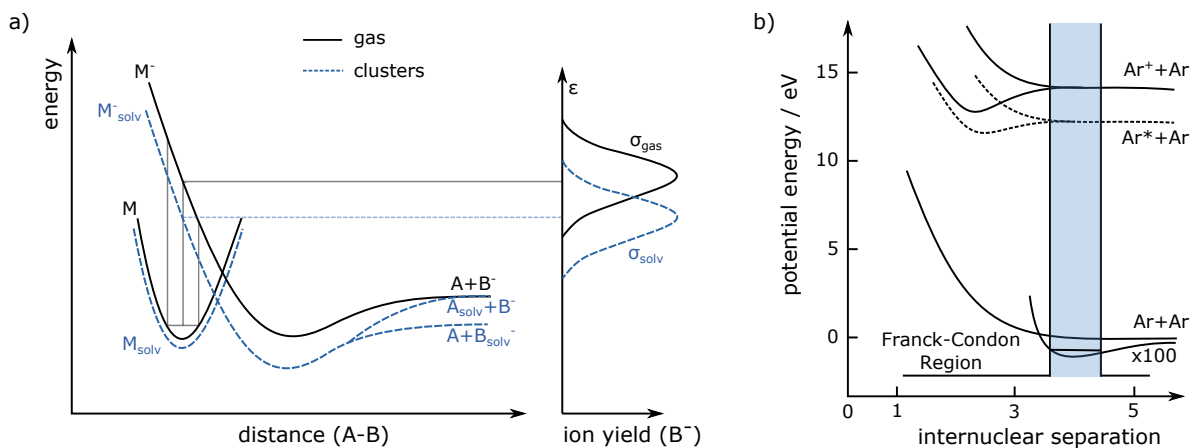 a)
energy
gas
clusters
M⁻
M⁻solv
M
Msolv
A+B⁻
Asolv+B⁻
A+Bsolv⁻
distance (A-B)
ε
σgas
σsolv
ion yield (B⁻)
b)
potential energy / eV
15
10
5
0
Ar⁺+Ar
Ar*+Ar
Ar+Ar
x100
Franck-Condon
Region
0
1
3
5
internuclear separation